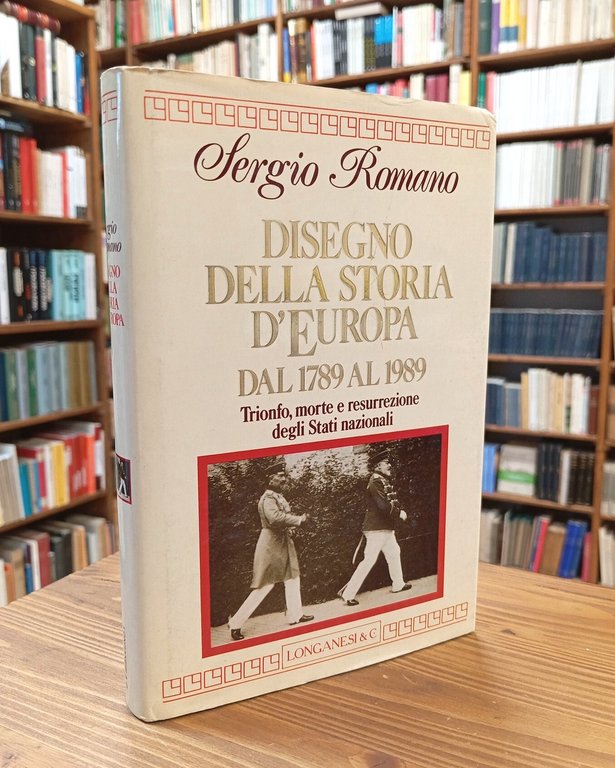 Sergio Romano
DISEGNO
DELLA STORIA
D'EUROPA
DAL 1789 AL 1989
Trionfo, morte e resurrezione
degli Stati nazionali
LONGANESI & C